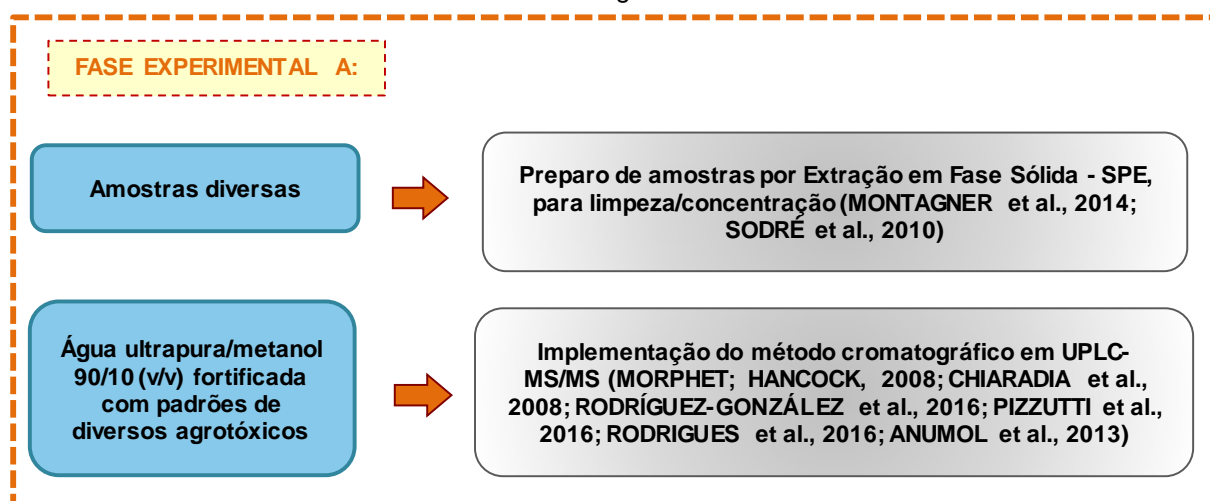 FASE EXPERIMENTAL A:
Amostras diversas
Preparo de amostras por Extração em Fase Sólida - SPE,
para limpeza/concentração (MONTAGNER et al., 2014;
SODRÉ et al., 2010)
Água ultrapura/metanol
90/10 (v/v) fortificada
com padrões de
diversos agrotóxicos
Implementação do método cromatográfico em UPLC-
MS/MS (MORPHET; HANCOCK, 2008; CHIARADIA et al.,
2008; RODRÍGUEZ-GONZÁLEZ et al., 2016; PIZZUTTI et al.,
2016; RODRIGUES et al., 2016; ANUMOL et al., 2013)